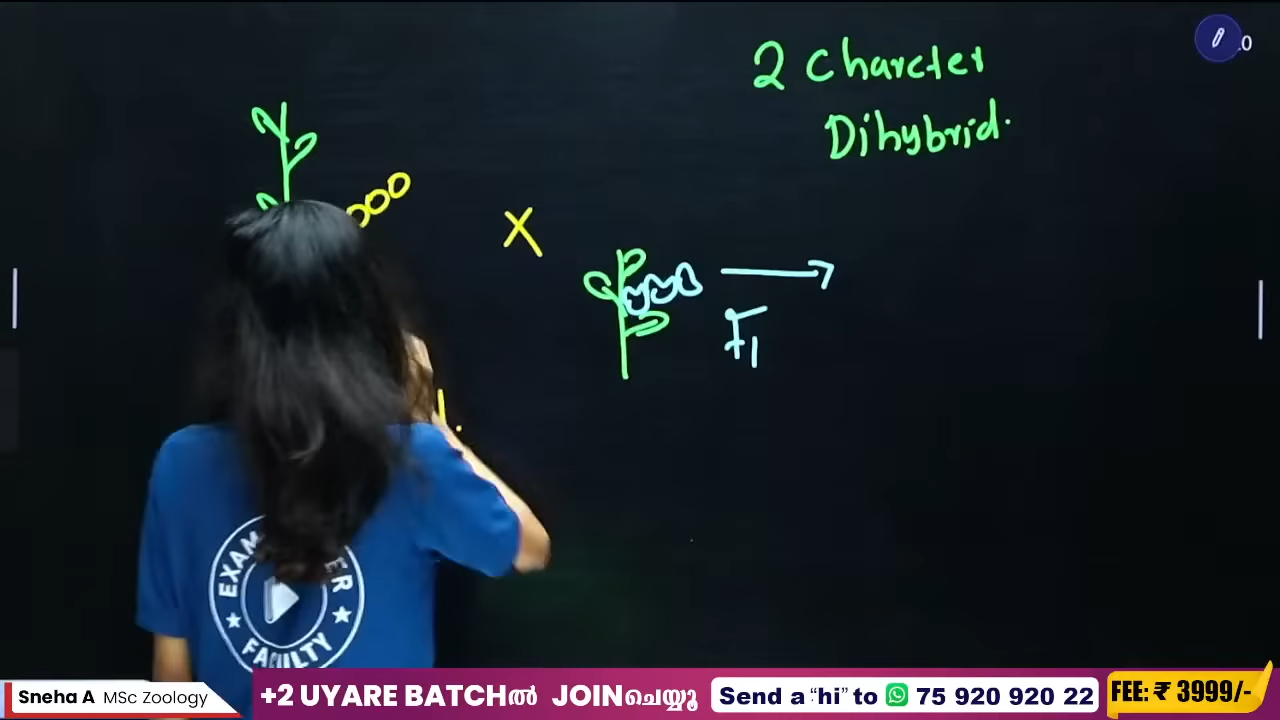 2 Charcter
Dihybrid.
X
F1
FACULTY
Sneha A MSc Zoology
+2 UYARE BATCHൽ JOINചെയ്യൂ
Send a “hi” to 75 920 920 22
FEE: ₹ 3999/-